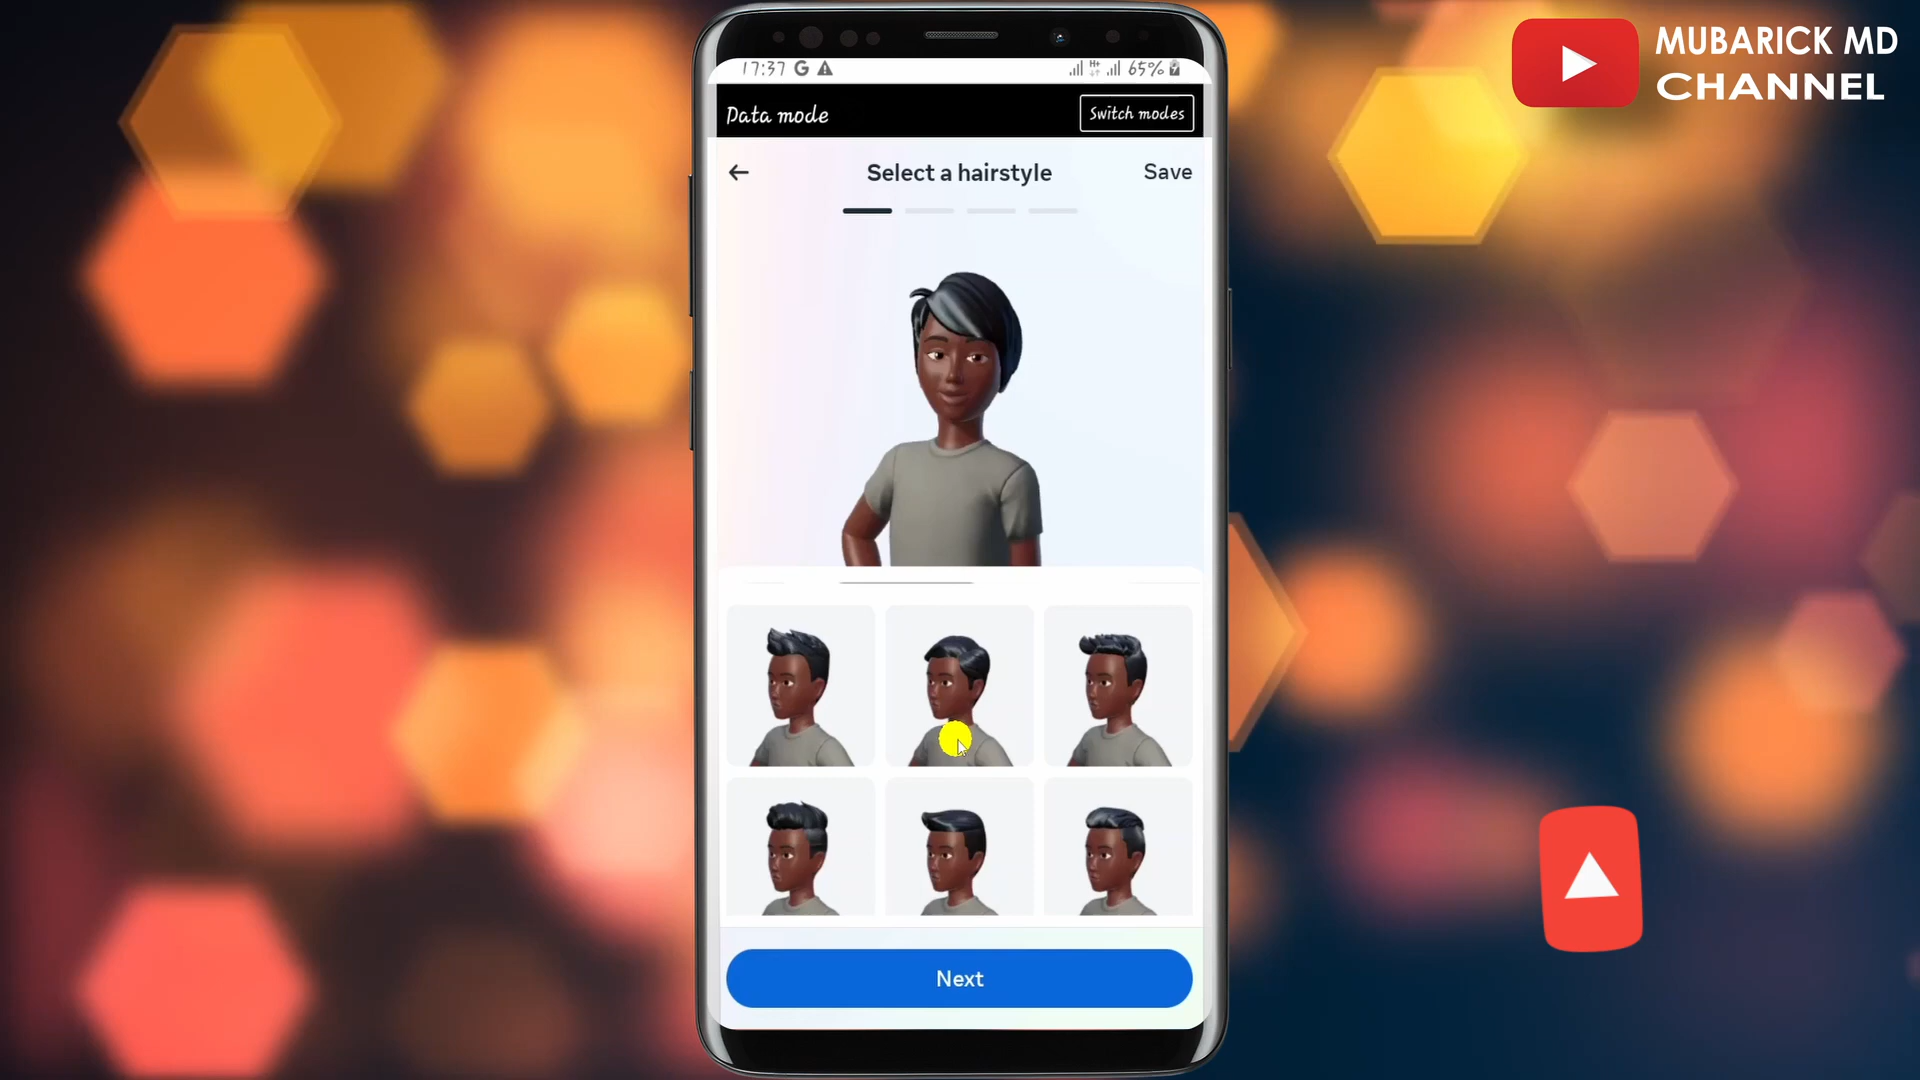 MUBARICK MD
CHANNEL
17:37 G H+ 65%
Data mode Switch modes
Select a hairstyle Save
Next